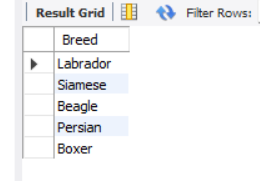 Result Grid Filter Rows:
Breed
Labrador
Siamese
Beagle
Persian
Boxer